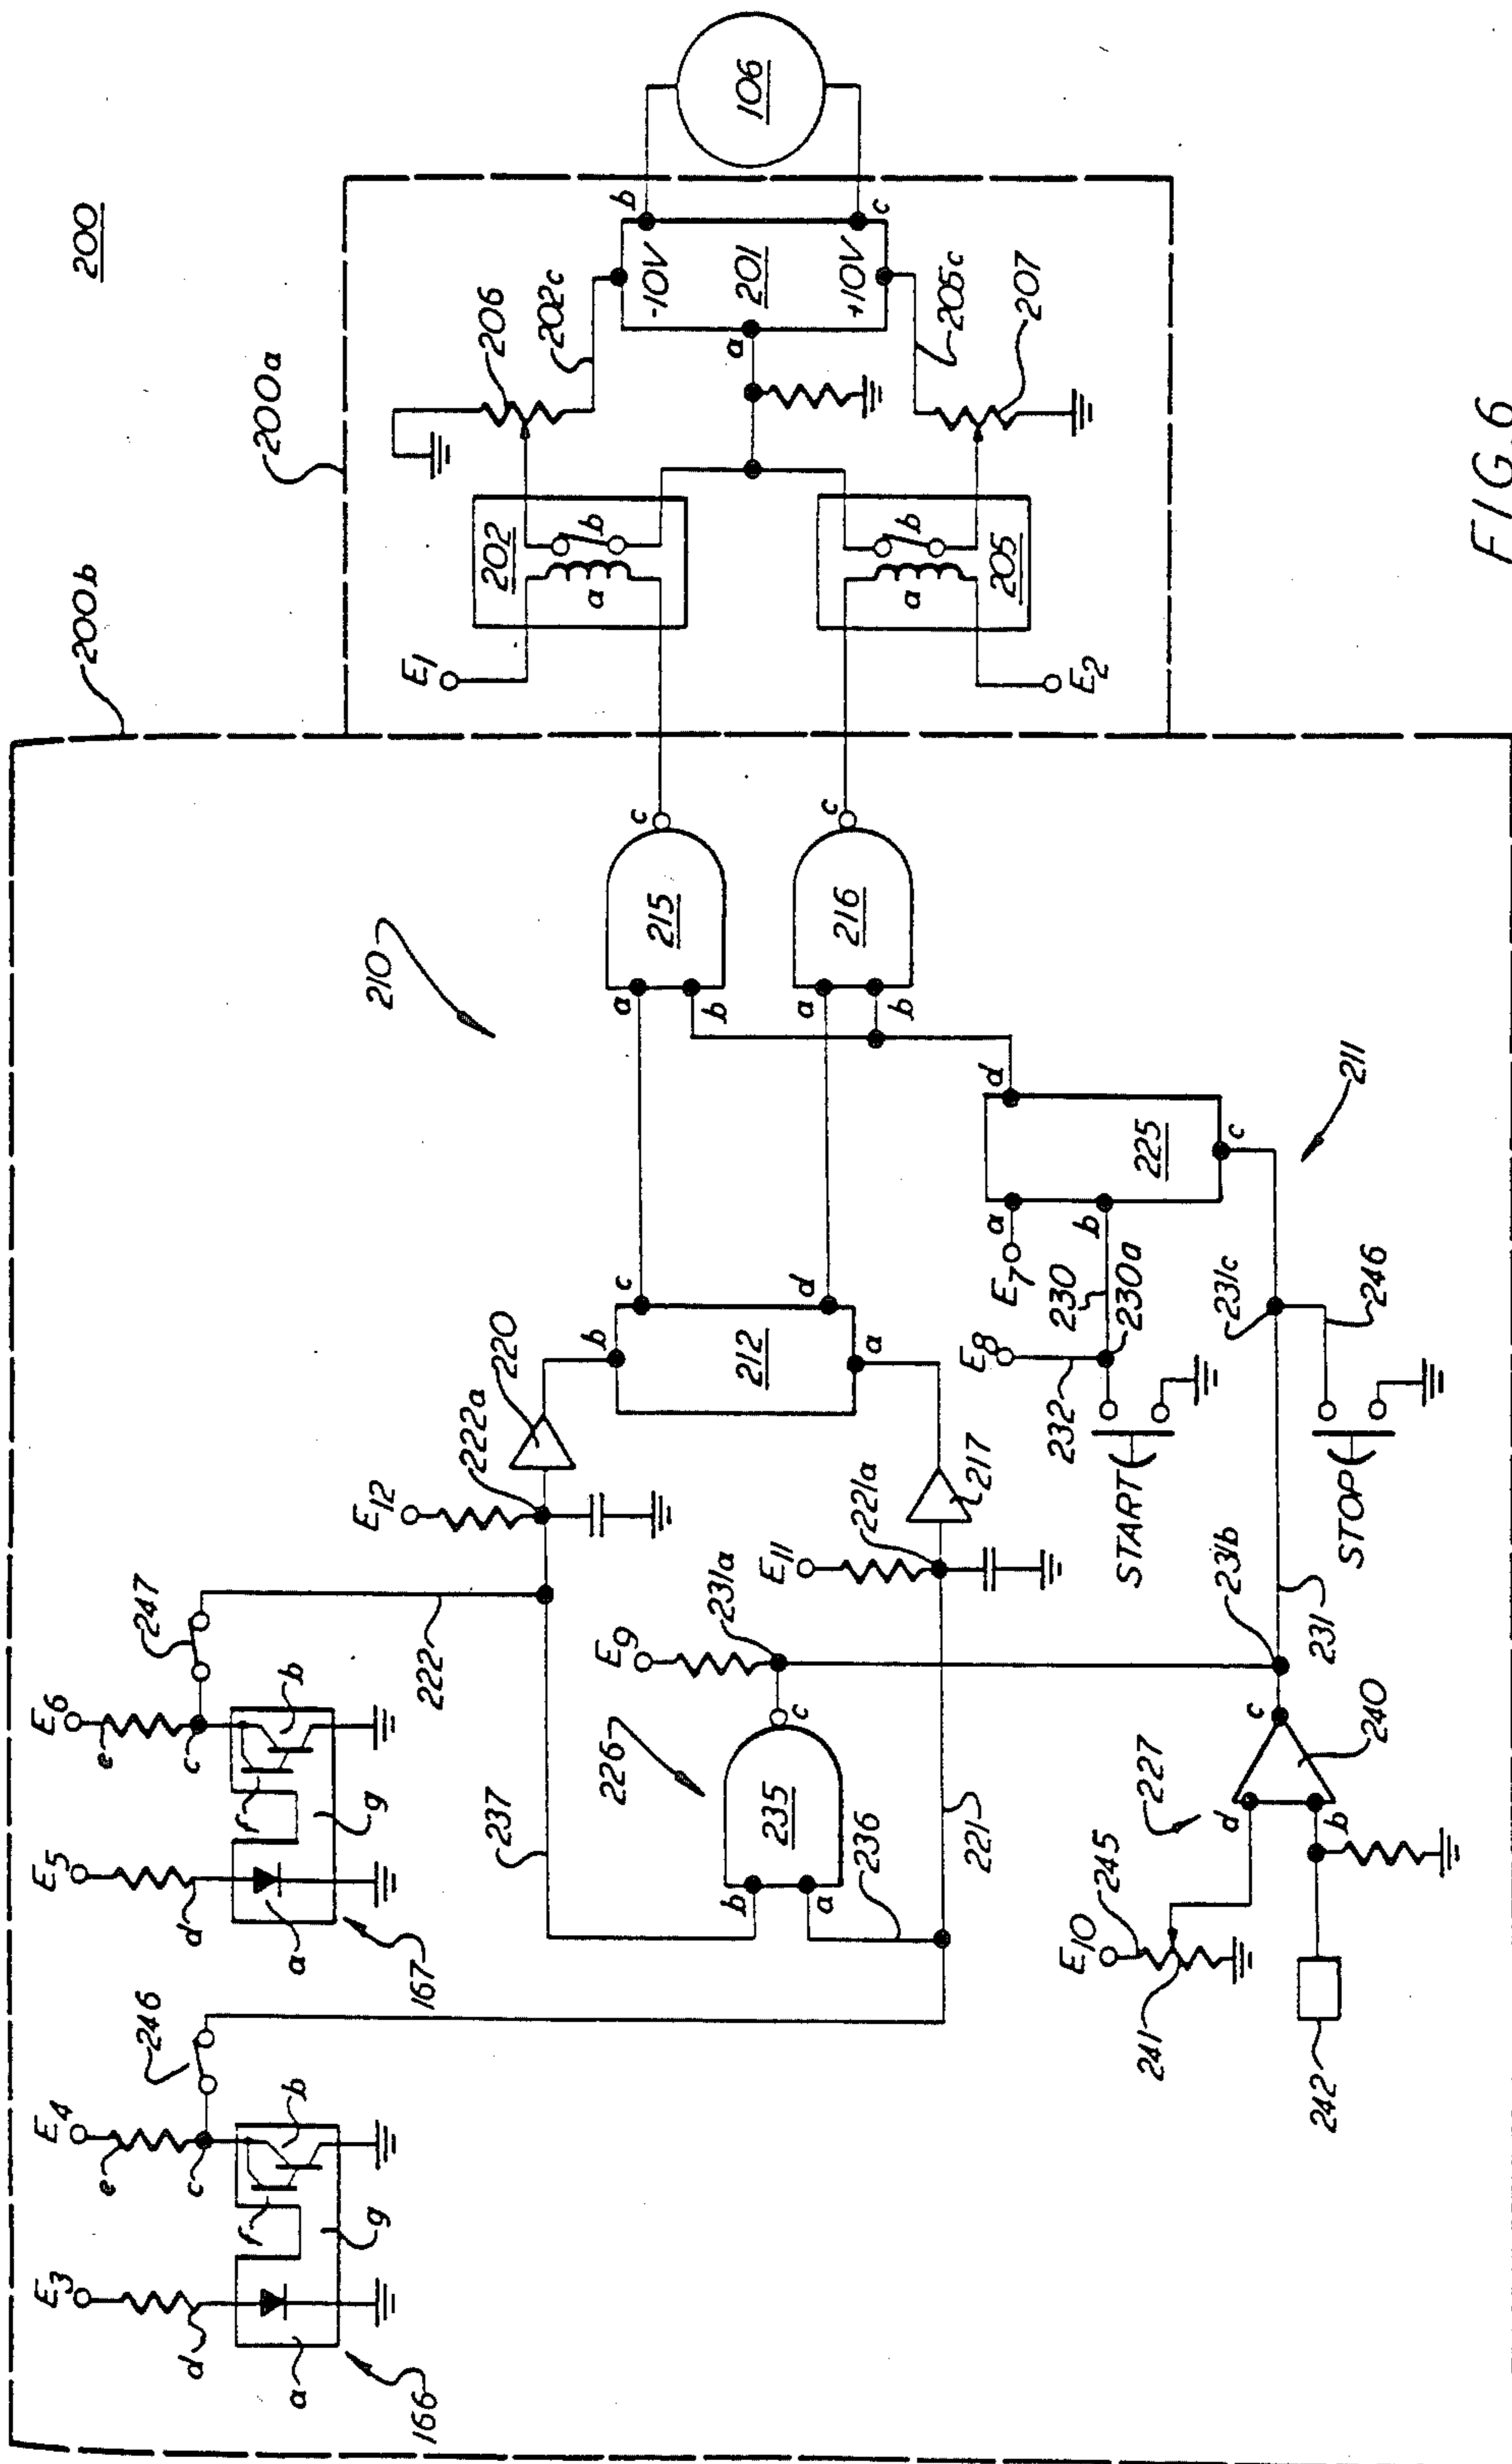 200
200b
200a
E3
d
a
166
E4
e
c
b
f
g
246
E5
d
a
167
E6
e
c
b
f
g
247
222
237
236
221
226
235
b
a
c
E9
231a
E12
222a
220
E11
221a
217
212
b
c
d
a
210
215
a
b
c
216
a
b
c
E1
202
a
b
206
202c
E2
205
a
b
207
205c
201
-10V
+10V
a
b
c
106
E7
225
a
b
c
d
211
E8
230
230a
232
START
STOP
246
231c
231
231b
227
240
d
b
c
E10
245
241
242
FIG.6